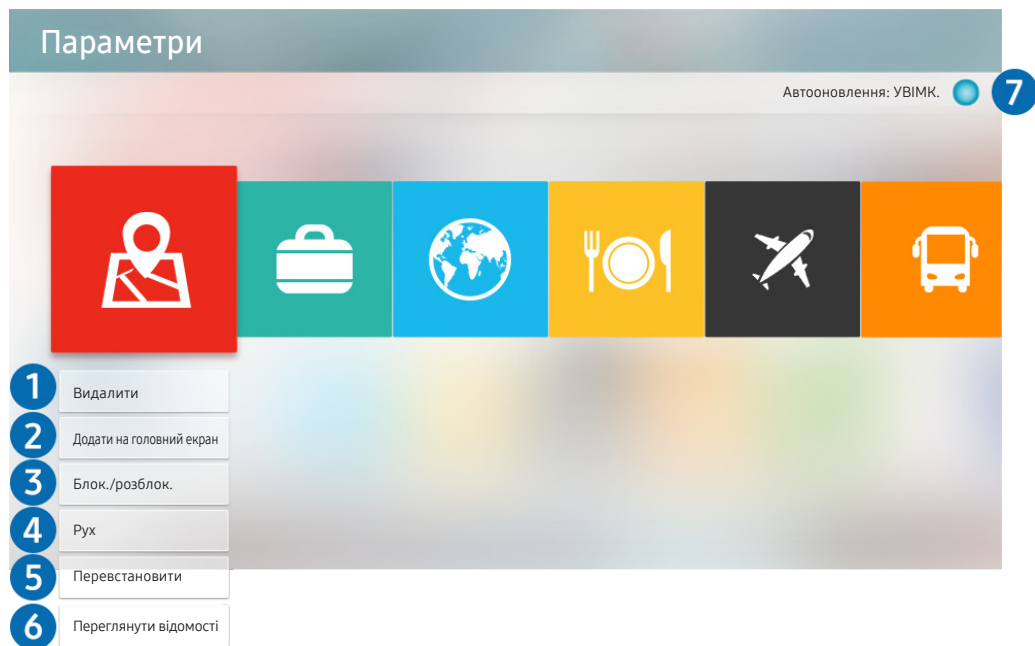 Параметри
Автооновлення: УВІМК.
7
1
Видалити
2
Додати на головний екран
3
Блок./розблок.
4
Рух
5
Перевстановити
6
Переглянути відомості